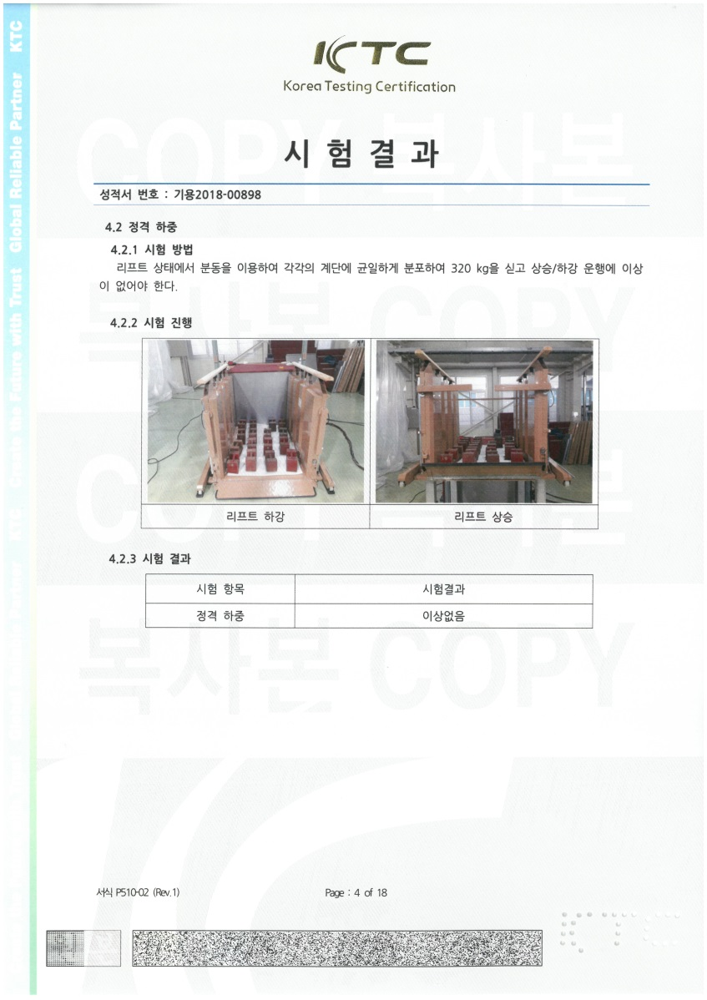 KTC
Korea Testing Certification
시 험 결 과
성적서 번호 : 기용2018-00898
4.2 정격 하중
4.2.1 시험 방법
리프트 상태에서 분동을 이용하여 각각의 계단에 균일하게 분포하여 320 kg을 싣고 상승/하강 운행에 이상
이 없어야 한다.
4.2.2 시험 진행
리프트 하강 리프트 상승
4.2.3 시험 결과
시험 항목 시험결과
정격 하중 이상없음
서식 P510-02 (Rev.1) Page : 4 of 18
COPY 복사본
복사본 COPY
COPY 복사본
복사본 COPY
Global Reliable Partner KTC
the Future with Trust
KTC